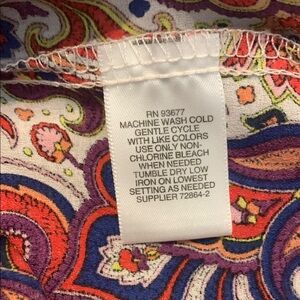 RN 93677
MACHINE WASH COLD
GENTLE CYCLE
WITH LIKE COLORS
USE ONLY NON-
CHLORINE BLEACH
WHEN NEEDED
TUMBLE DRY LOW
IRON ON LOWEST
SETTING AS NEEDED
SUPPLIER 72864-2